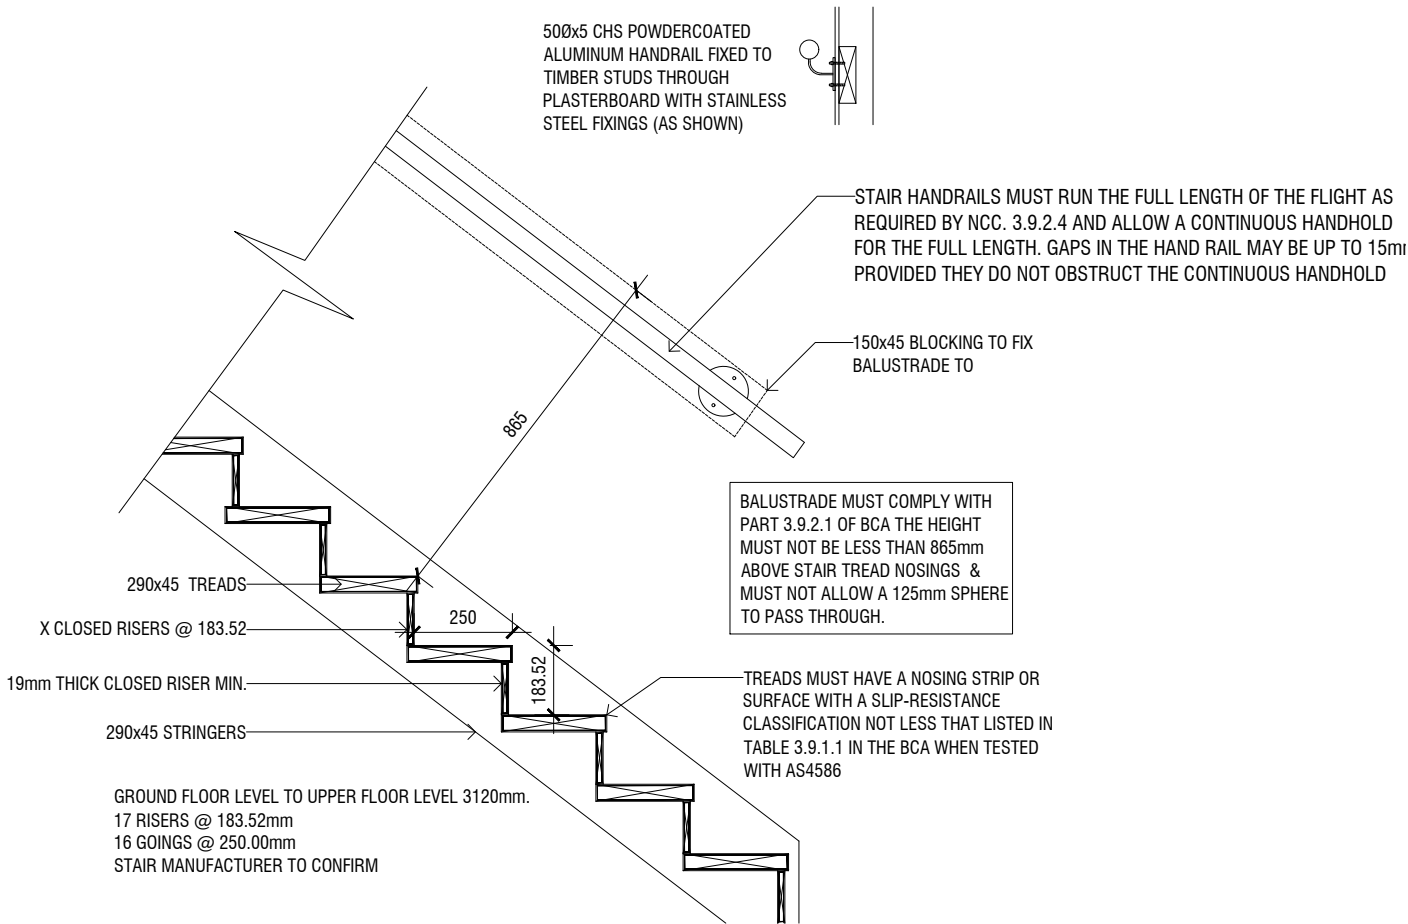 50Øx5 CHS POWDERCOATED
ALUMINUM HANDRAIL FIXED TO
TIMBER STUDS THROUGH
PLASTERBOARD WITH STAINLESS
STEEL FIXINGS (AS SHOWN)
STAIR HANDRAILS MUST RUN THE FULL LENGTH OF THE FLIGHT AS
REQUIRED BY NCC. 3.9.2.4 AND ALLOW A CONTINUOUS HANDHOLD
FOR THE FULL LENGTH. GAPS IN THE HAND RAIL MAY BE UP TO 15mm
PROVIDED THEY DO NOT OBSTRUCT THE CONTINUOUS HANDHOLD
150x45 BLOCKING TO FIX
BALUSTRADE TO
865
BALUSTRADE MUST COMPLY WITH
PART 3.9.2.1 OF BCA THE HEIGHT
MUST NOT BE LESS THAN 865mm
ABOVE STAIR TREAD NOSINGS &
MUST NOT ALLOW A 125mm SPHERE
TO PASS THROUGH.
290x45 TREADS
X CLOSED RISERS @ 183.52
250
183.52
19mm THICK CLOSED RISER MIN.
290x45 STRINGERS
TREADS MUST HAVE A NOSING STRIP OR
SURFACE WITH A SLIP-RESISTANCE
CLASSIFICATION NOT LESS THAT LISTED IN
TABLE 3.9.1.1 IN THE BCA WHEN TESTED
WITH AS4586
GROUND FLOOR LEVEL TO UPPER FLOOR LEVEL 3120mm.
17 RISERS @ 183.52mm
16 GOINGS @ 250.00mm
STAIR MANUFACTURER TO CONFIRM